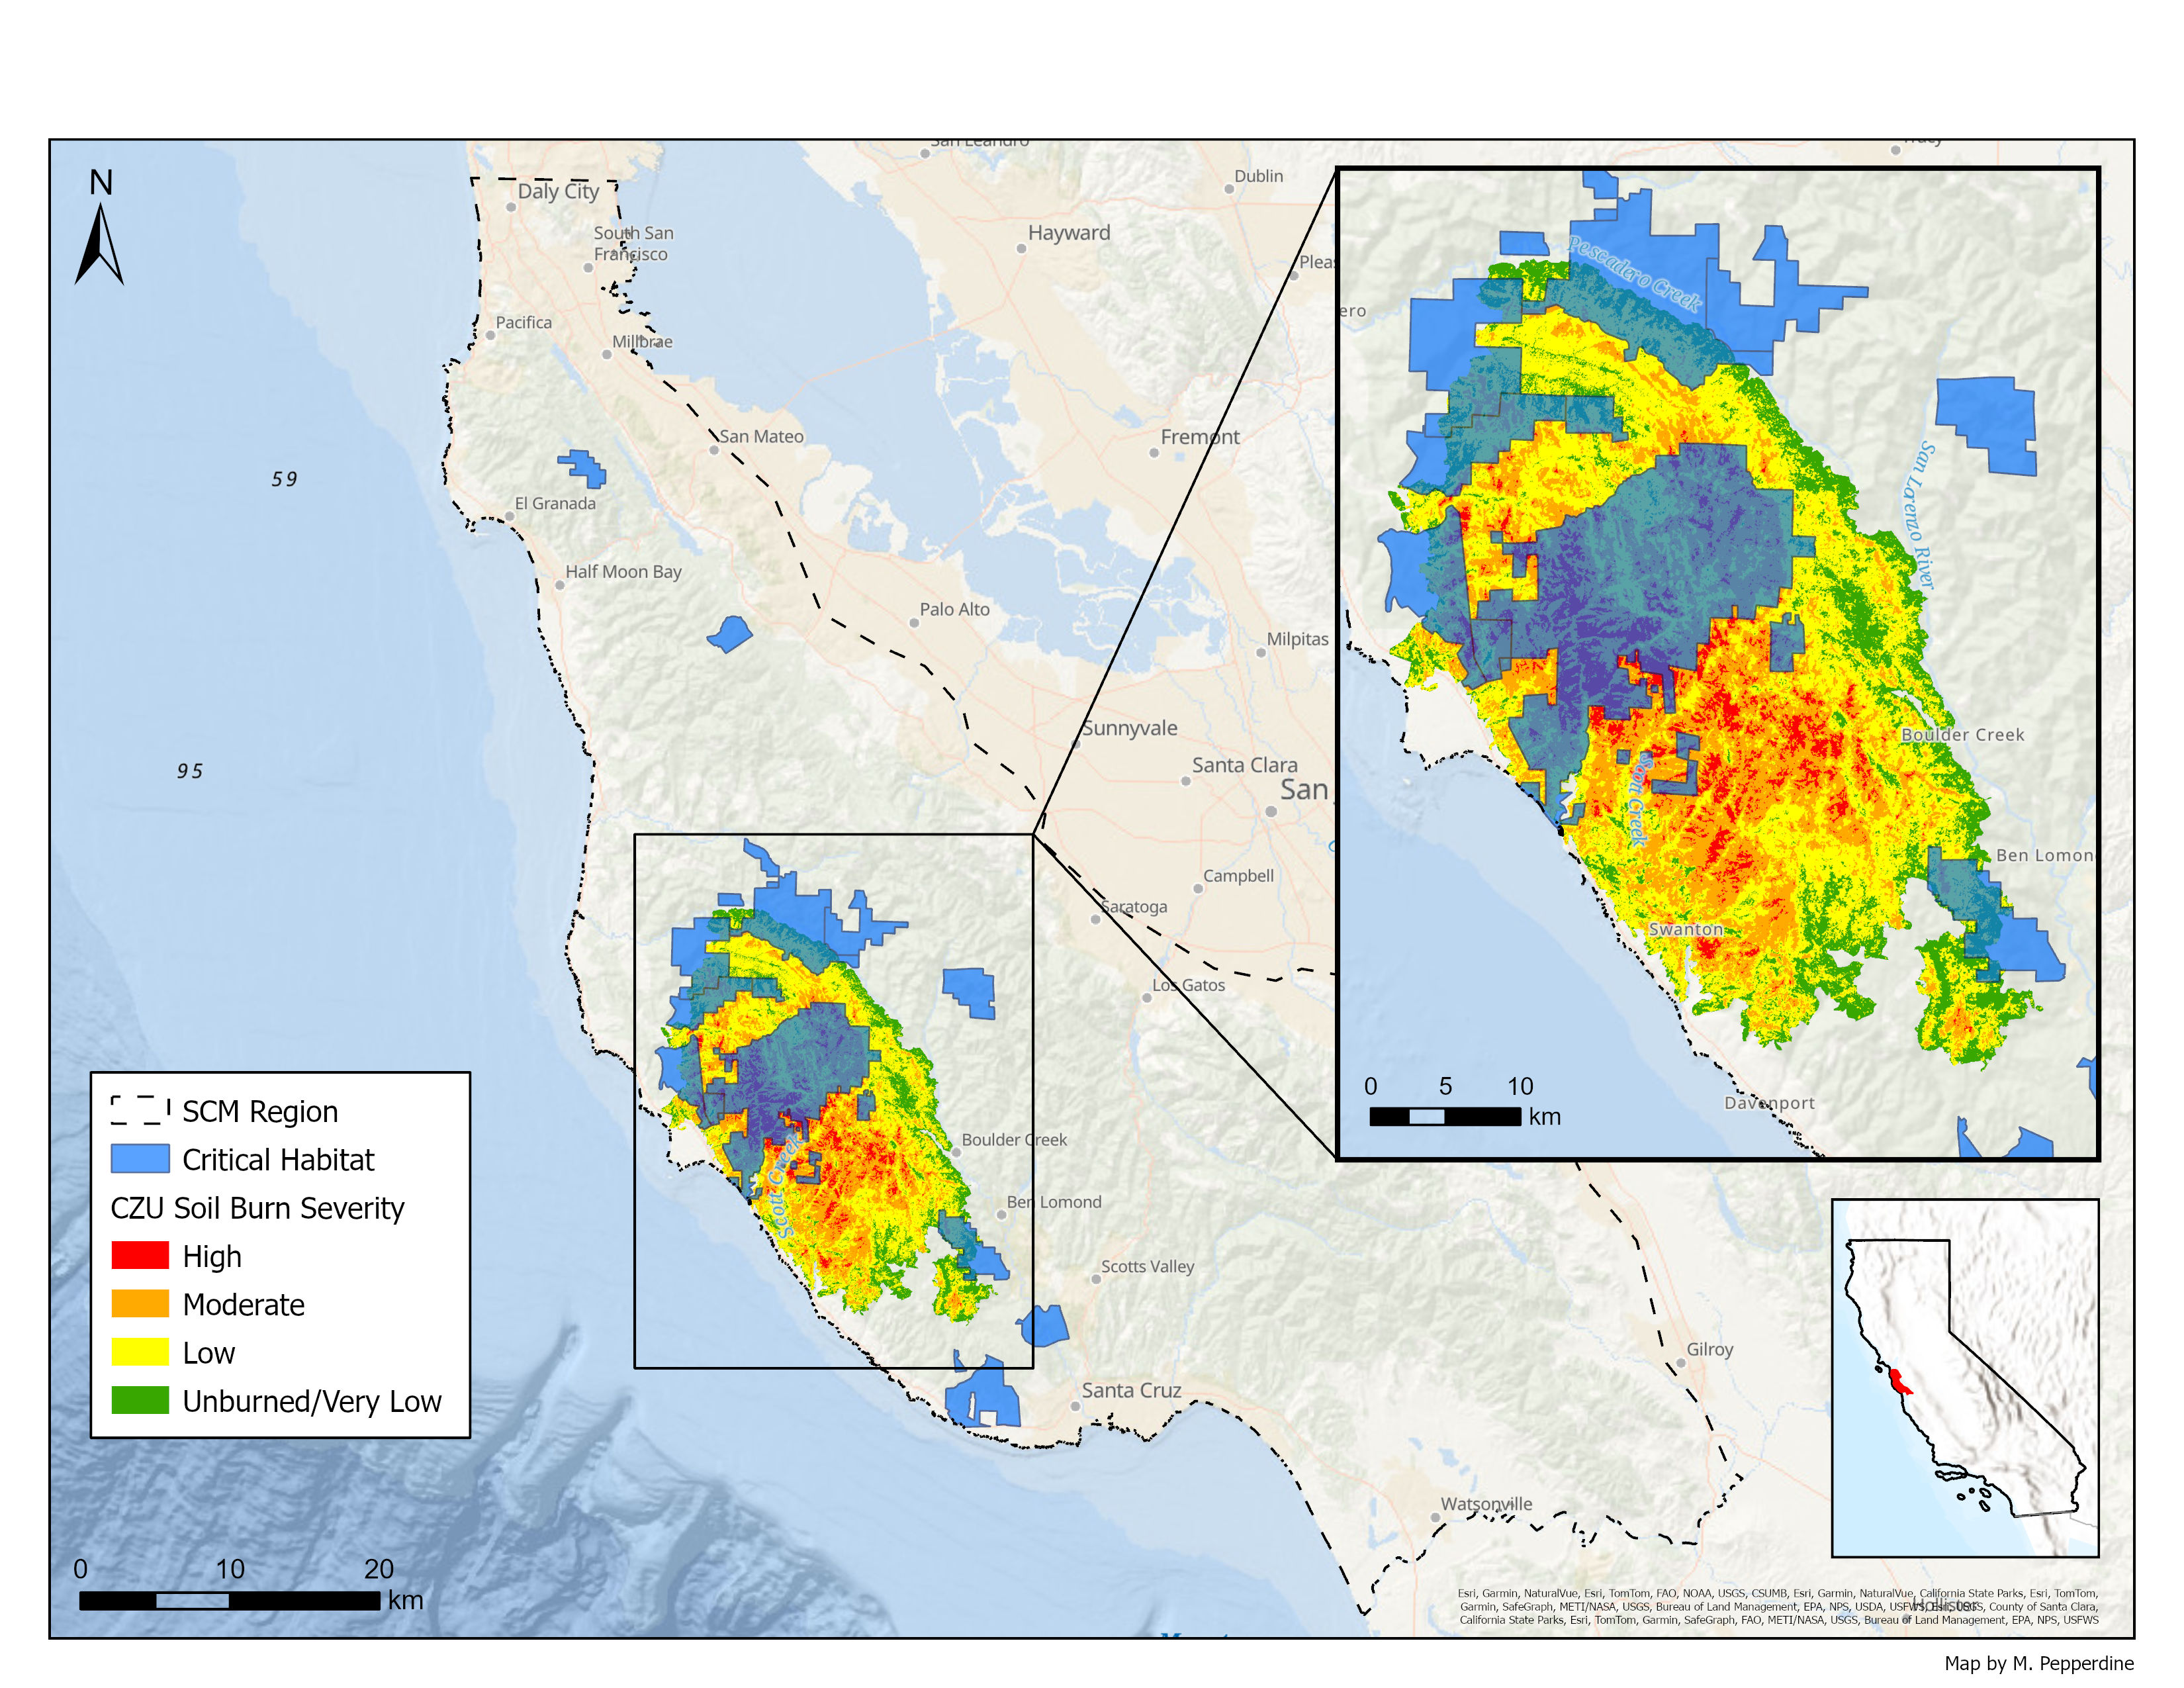 N
Daly City
South San
Francisco
Pacifica
Millbrae
San Leandro
Hayward
Dublin
Pleas
Tracy
San Mateo
El Granada
Half Moon Bay
Fremont
Palo Alto
Milpitas
Sunnyvale
Santa Clara
San
Campbell
Saratoga
Los Gatos
59
95
Boulder Creek
Ben Lomond
Scott Creek
Scotts Valley
Santa Cruz
Watsonville
Gilroy
Hollister
ero
Pescadero Creek
San Lorenzo River
Boulder Creek
Ben Lomon
Scott Creek
Swanton
Davenport
0 5 10
km
SCM Region
Critical Habitat
CZU Soil Burn Severity
High
Moderate
Low
Unburned/Very Low
0 10 20
km
Esri, Garmin, NaturalVue, Esri, TomTom, FAO, NOAA, USGS, CSUMB, Esri, Garmin, NaturalVue, California State Parks, Esri, TomTom,
Garmin, SafeGraph, METI/NASA, USGS, Bureau of Land Management, EPA, NPS, USDA, USFWS, Esri, USGS, County of Santa Clara,
California State Parks, Esri, TomTom, Garmin, SafeGraph, FAO, METI/NASA, USGS, Bureau of Land Management, EPA, NPS, USFWS
Map by M. Pepperdine